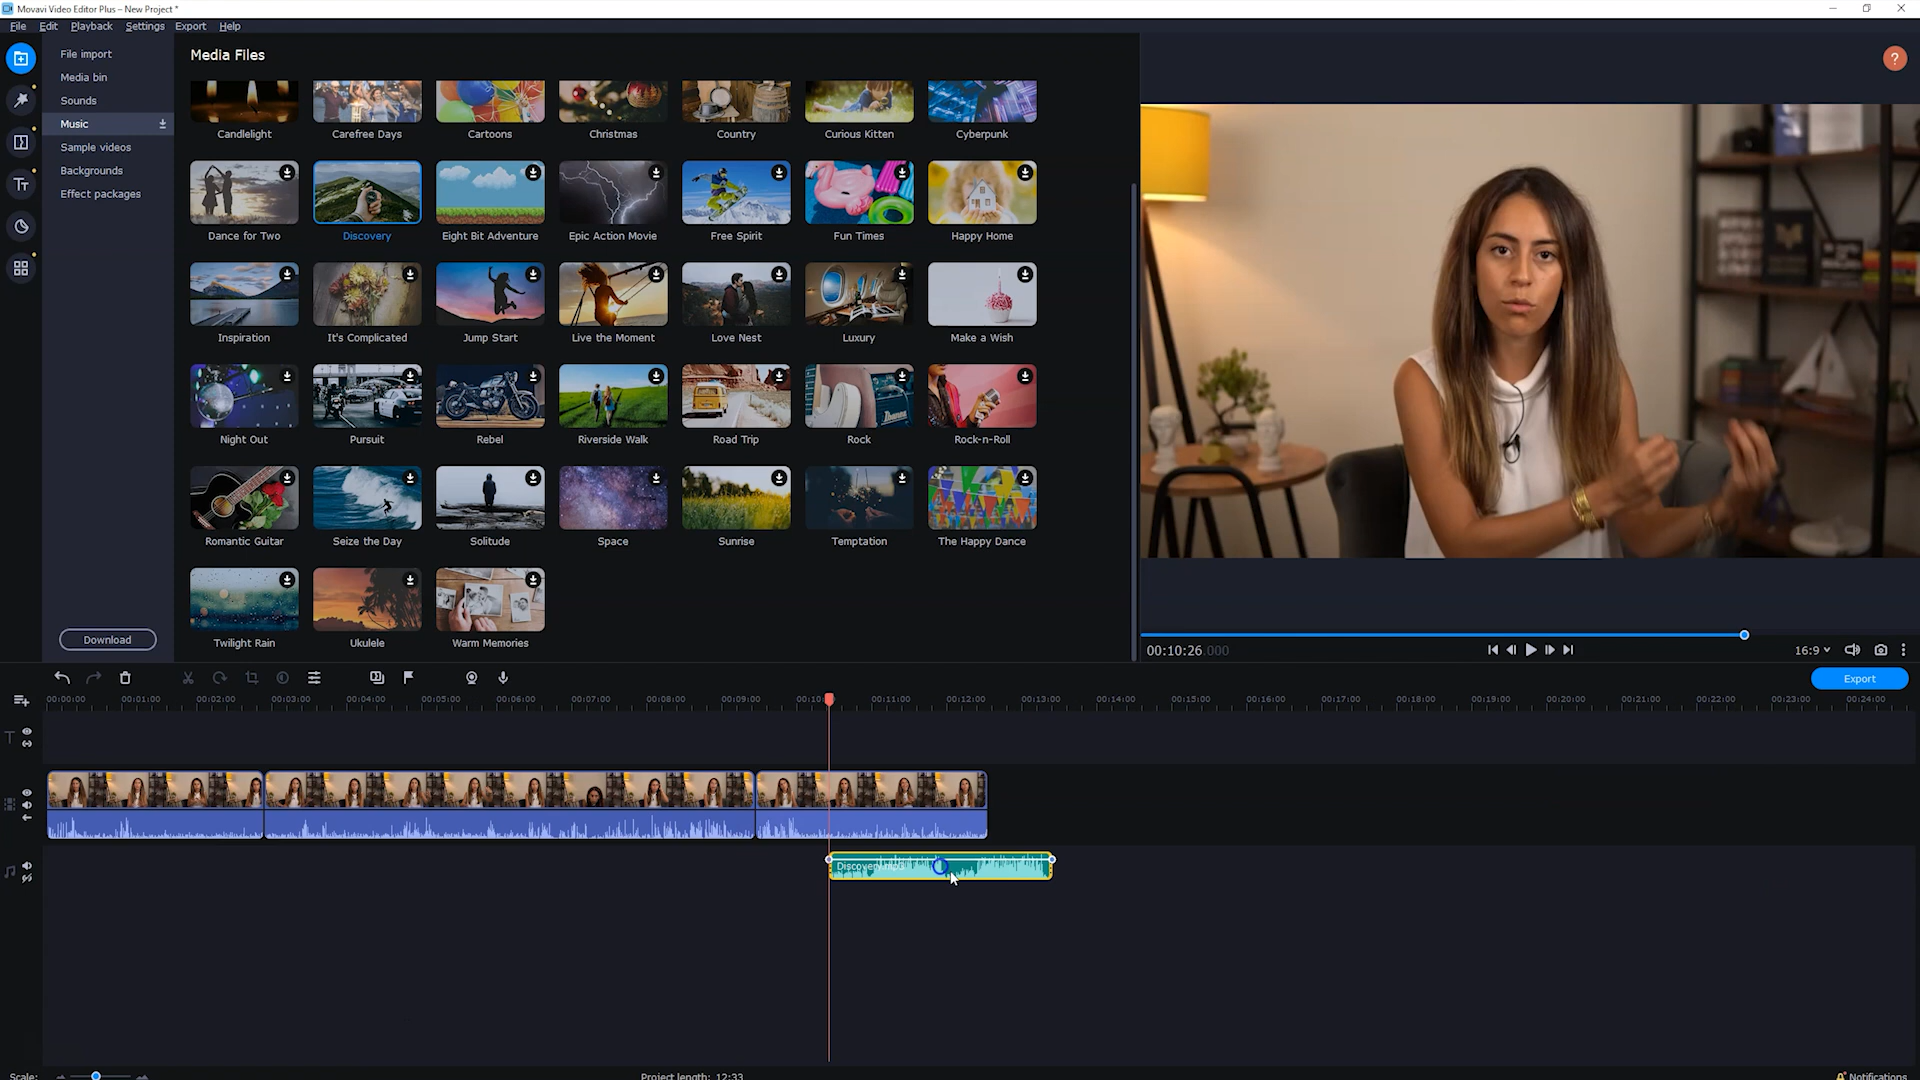 Movavi Video Editor Plus – New Project *
File Edit Playback Settings Export Help
File import
Media bin
Sounds
Music
Sample videos
Backgrounds
Effect packages
Download
Media Files
Candlelight
Carefree Days
Cartoons
Christmas
Country
Curious Kitten
Cyberpunk
Dance for Two
Discovery
Eight Bit Adventure
Epic Action Movie
Free Spirit
Fun Times
Happy Home
Inspiration
It's Complicated
Jump Start
Live the Moment
Love Nest
Luxury
Make a Wish
Night Out
Pursuit
Rebel
Riverside Walk
Road Trip
Rock
Rock-n-Roll
Romantic Guitar
Seize the Day
Solitude
Space
Sunrise
Temptation
The Happy Dance
Twilight Rain
Ukulele
Warm Memories
?
00:10:26.000
16:9
Export
00:00:00 00:01:00 00:02:00 00:03:00 00:04:00 00:05:00 00:06:00 00:07:00 00:08:00 00:09:00 00:10: 00:11:00 00:12:00 00:13:00 00:14:00 00:15:00 00:16:00 00:17:00 00:18:00 00:19:00 00:20:00 00:21:00 00:22:00 00:23:00 00:24:00
Discovery.mp3
Scale:
Project length: 12:33
Notifications